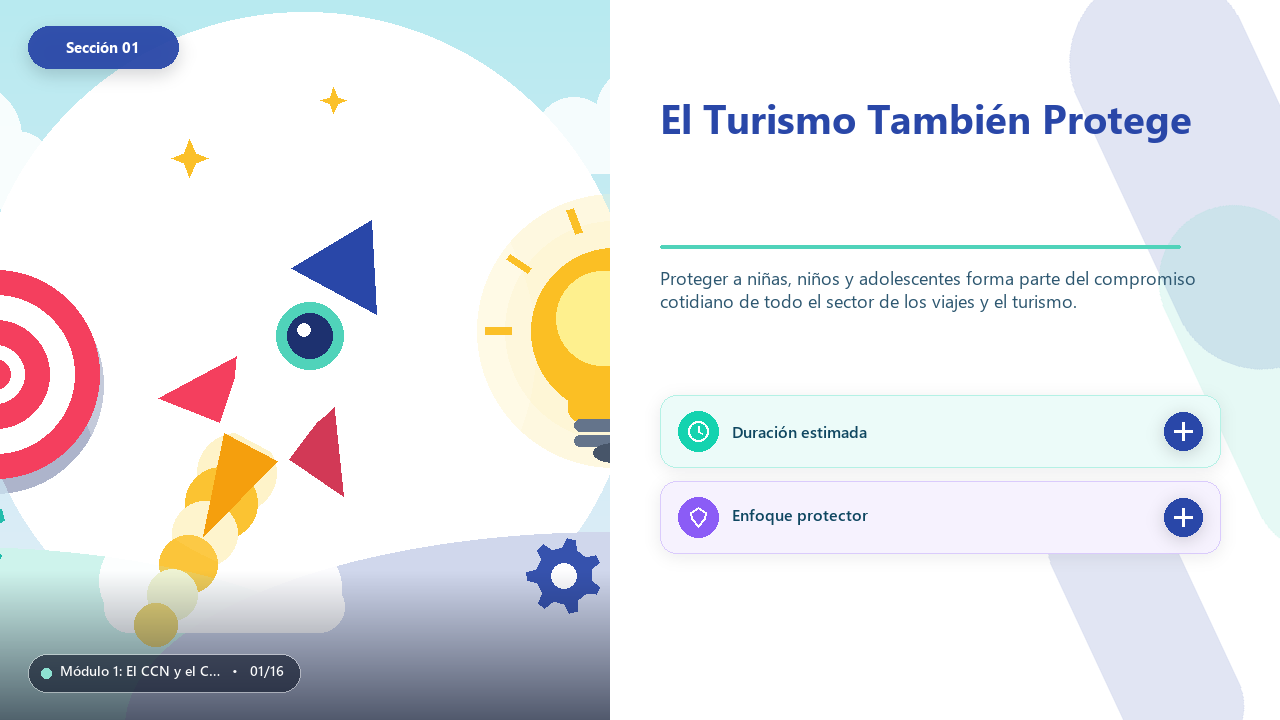 Sección 01
El Turismo También Protege
Proteger a niñas, niños y adolescentes forma parte del compromiso
cotidiano de todo el sector de los viajes y el turismo.
Duración estimada
Enfoque protector
Módulo 1: El CCN y el C... • 01/16